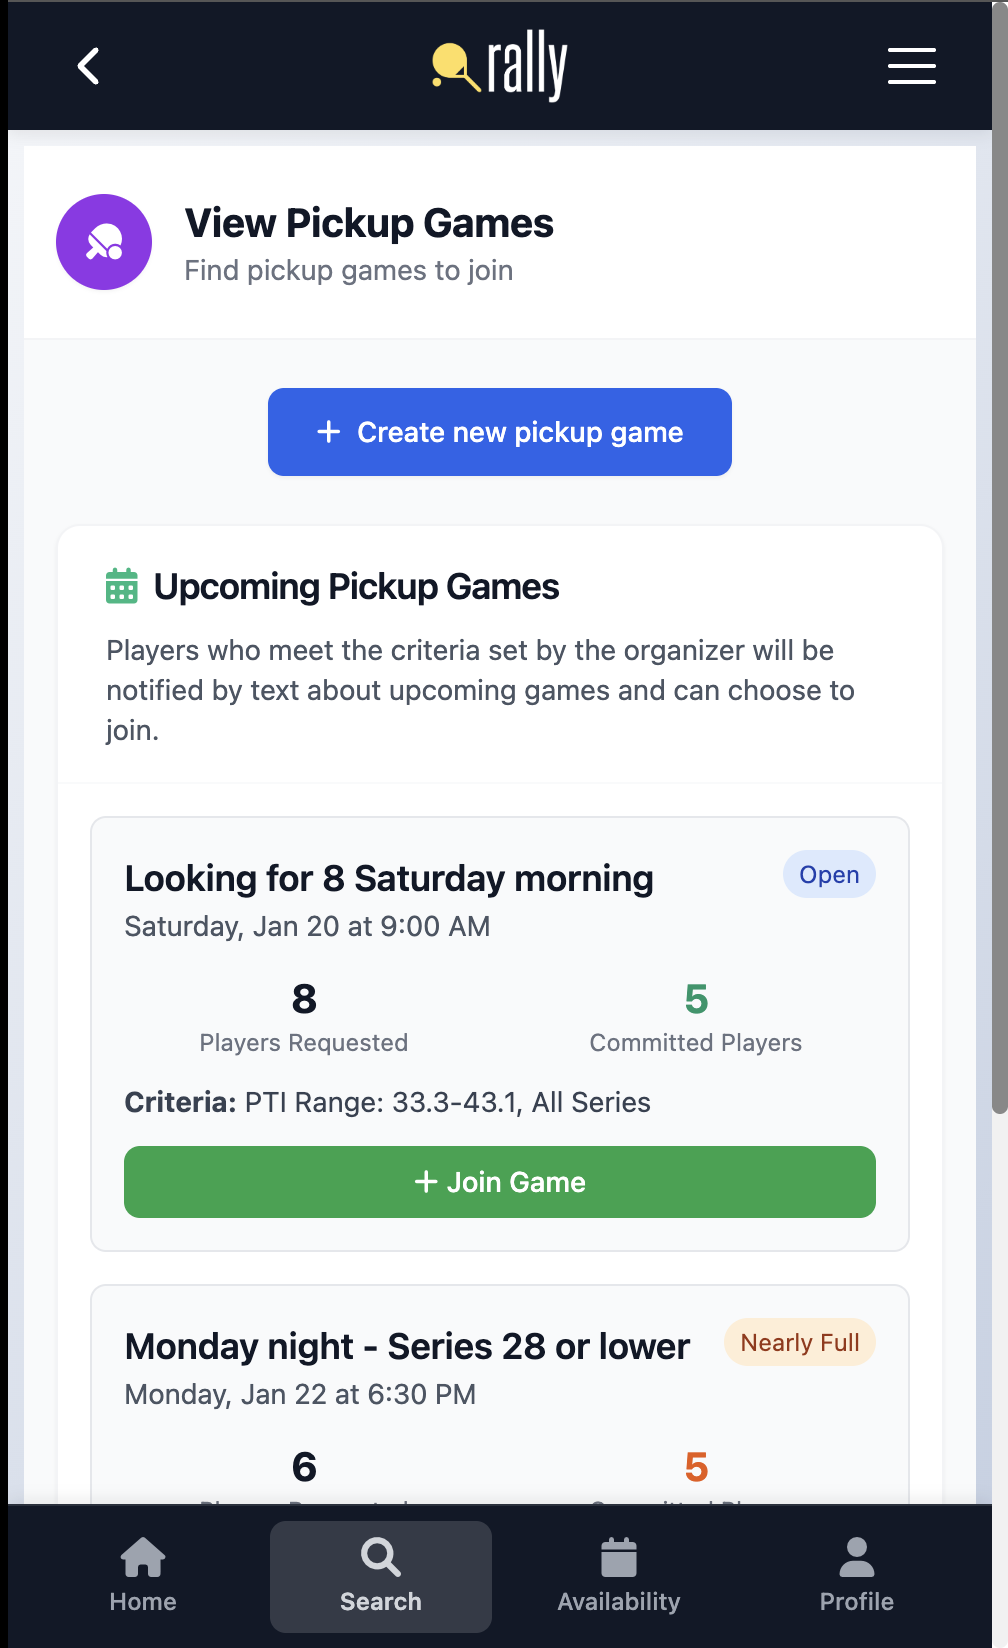 rally
View Pickup Games
Find pickup games to join
+ Create new pickup game
Upcoming Pickup Games
Players who meet the criteria set by the organizer will be
notified by text about upcoming games and can choose to
join.
Looking for 8 Saturday morning
Open
Saturday, Jan 20 at 9:00 AM
8
5
Players Requested
Committed Players
Criteria: PTI Range: 33.3-43.1, All Series
+ Join Game
Monday night - Series 28 or lower
Nearly Full
Monday, Jan 22 at 6:30 PM
6
5
Home
Search
Availability
Profile